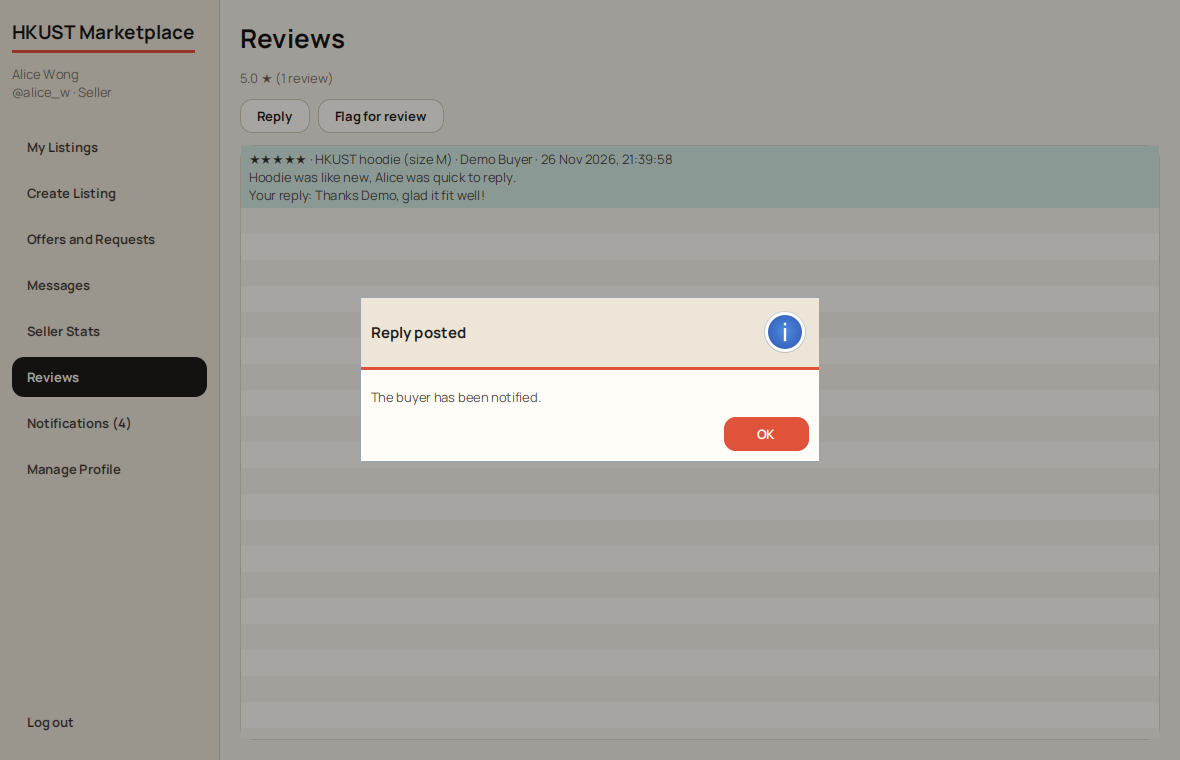 HKUST Marketplace
Alice Wong
@alice_w · Seller
My Listings
Create Listing
Offers and Requests
Messages
Seller Stats
Reviews
Notifications (4)
Manage Profile
Log out
Reviews
5.0 ★ (1 review)
Reply
Flag for review
★★★★★ · HKUST hoodie (size M) · Demo Buyer · 26 Nov 2026, 21:39:58
Hoodie was like new, Alice was quick to reply.
Your reply: Thanks Demo, glad it fit well!
Reply posted
The buyer has been notified.
OK